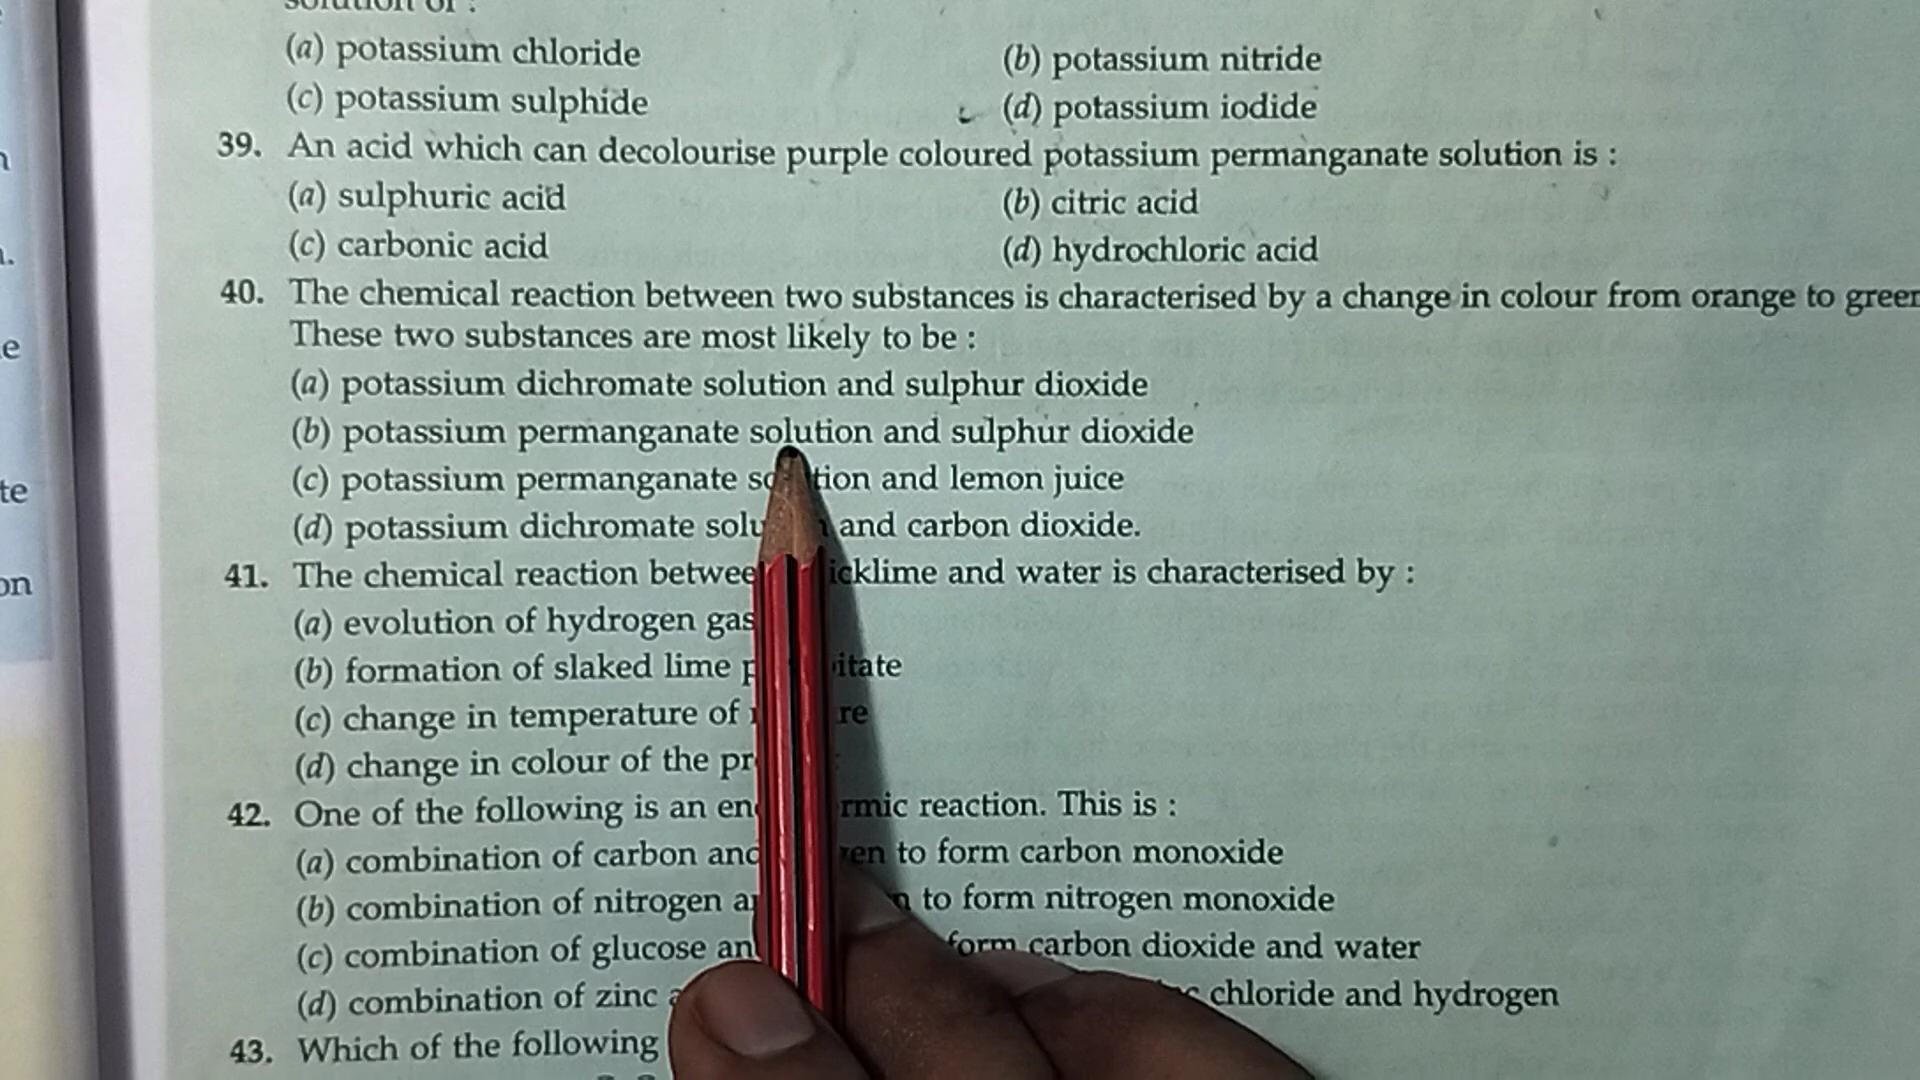 solution of :
(a) potassium chloride (b) potassium nitride
(c) potassium sulphide (d) potassium iodide
39. An acid which can decolourise purple coloured potassium permanganate solution is :
(a) sulphuric acid (b) citric acid
(c) carbonic acid (d) hydrochloric acid
40. The chemical reaction between two substances is characterised by a change in colour from orange to green
These two substances are most likely to be :
(a) potassium dichromate solution and sulphur dioxide
(b) potassium permanganate solution and sulphur dioxide
(c) potassium permanganate and lemon juice
(d) potassium dichromate and carbon dioxide.
41. The chemical reaction and water is characterised by :
(a) evolution of hydrogen gas
(b) formation of slaked lime
(c) change in temperature of
(d) change in colour of the
42. One of the following is an reaction. This is :
(a) combination of carbon to form carbon monoxide
(b) combination of nitrogen to form nitrogen monoxide
(c) combination of glucose form carbon dioxide and water
(d) combination of zinc chloride and hydrogen
43. Which of the following
te
on